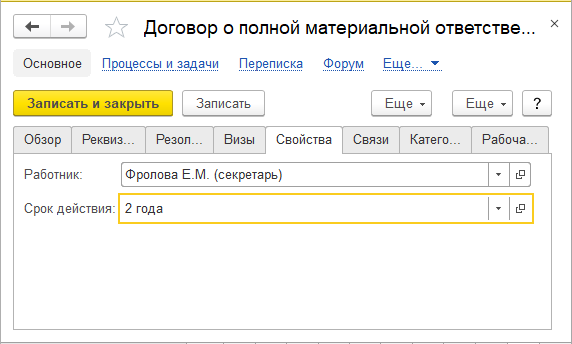 Договор о полной материальной ответстве...
Основное Процессы и задачи Переписка Форум Еще...
Записать и закрыть Записать Еще Еще ?
Обзор Реквиз... Резол... Визы Свойства Связи Катего... Рабоча...
Работник: Фролова Е.М. (секретарь)
Срок действия: 2 года